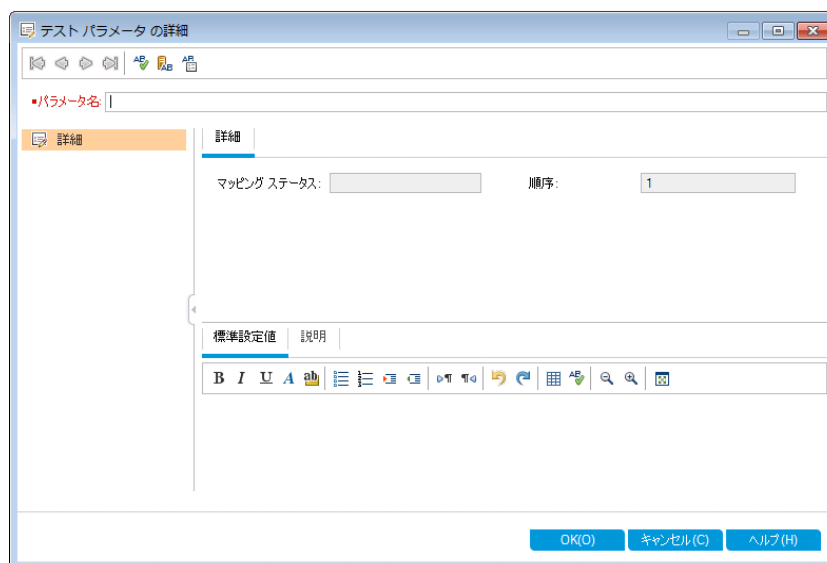 テスト パラメータ の詳細
パラメータ名:
詳細
詳細
マッピング ステータス:
順序:
1
標準設定値
説明
B I U A ab
OK(O)
キャンセル(C)
ヘルプ(H)